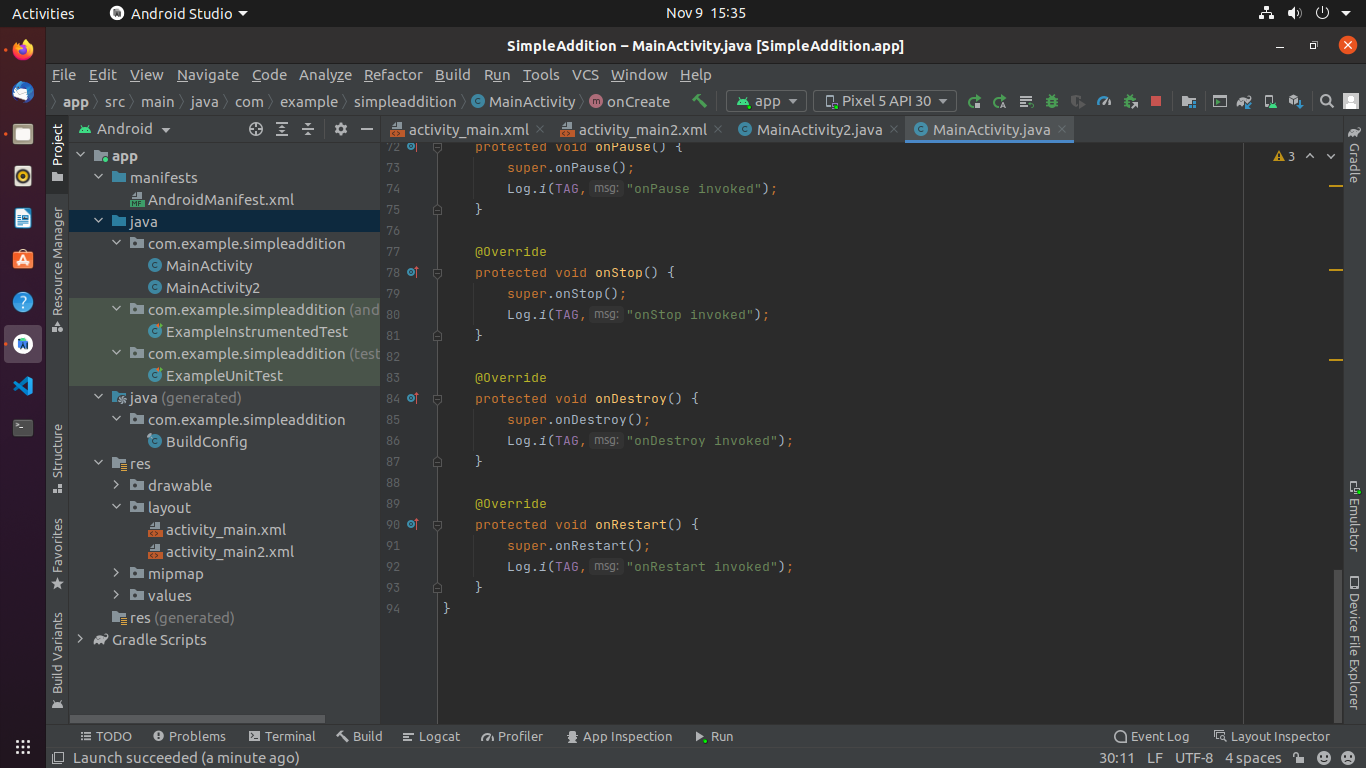 Activities Android Studio Nov 9 15:35
SimpleAddition – MainActivity.java [SimpleAddition.app]
File Edit View Navigate Code Analyze Refactor Build Run Tools VCS Window Help
app src main java com example simpleaddition MainActivity onCreate app Pixel 5 API 30
Project
Resource Manager
Structure
Favorites
Build Variants
Android
app
manifests
AndroidManifest.xml
java
com.example.simpleaddition
MainActivity
MainActivity2
com.example.simpleaddition (and
ExampleInstrumentedTest
com.example.simpleaddition (test
ExampleUnitTest
java (generated)
com.example.simpleaddition
BuildConfig
res
drawable
layout
activity_main.xml
activity_main2.xml
mipmap
values
res (generated)
Gradle Scripts
activity_main.xml activity_main2.xml MainActivity2.java MainActivity.java
3
72 protected void onPause() {
73 super.onPause();
74 Log.i(TAG, msg: "onPause invoked");
75 }
76
77 @Override
78 protected void onStop() {
79 super.onStop();
80 Log.i(TAG, msg: "onStop invoked");
81 }
82
83 @Override
84 protected void onDestroy() {
85 super.onDestroy();
86 Log.i(TAG, msg: "onDestroy invoked");
87 }
88
89 @Override
90 protected void onRestart() {
91 super.onRestart();
92 Log.i(TAG, msg: "onRestart invoked");
93 }
94 }
Gradle
Emulator
Device File Explorer
TODO Problems Terminal Build Logcat Profiler App Inspection Run Event Log Layout Inspector
Launch succeeded (a minute ago) 30:11 LF UTF-8 4 spaces